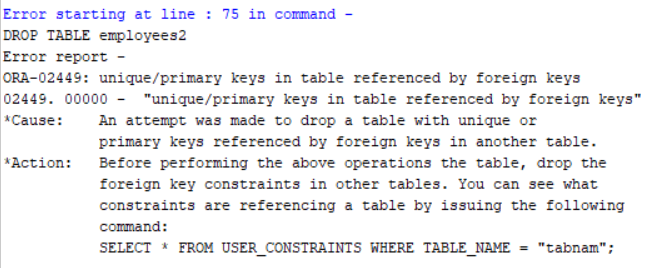 Error starting at line : 75 in command -
DROP TABLE employees2
Error report -
ORA-02449: unique/primary keys in table referenced by foreign keys
02449. 00000 -  "unique/primary keys in table referenced by foreign keys"
*Cause:    An attempt was made to drop a table with unique or
           primary keys referenced by foreign keys in another table.
*Action:   Before performing the above operations the table, drop the
           foreign key constraints in other tables. You can see what
           constraints are referencing a table by issuing the following
           command:
           SELECT * FROM USER_CONSTRAINTS WHERE TABLE_NAME = "tabnam";